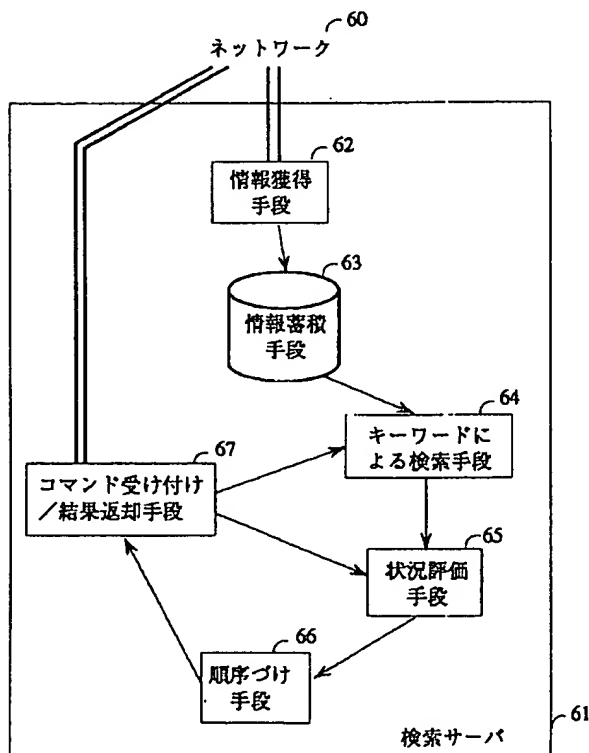 60
ネットワーク
62
情報獲得
手段
63
情報蓄積
手段
64
キーワードに
よる検索手段
67
コマンド受け付け
／結果返却手段
65
状況評価
手段
66
順序づけ
手段
61
検索サーバ